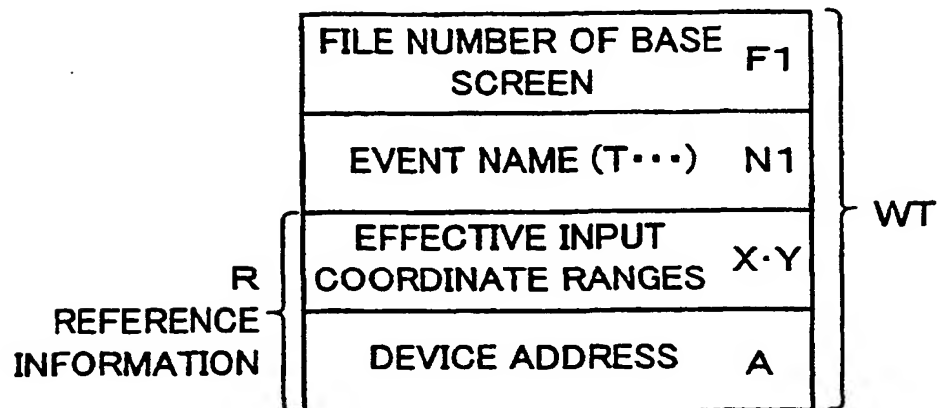 FILE NUMBER OF BASE SCREEN F1
EVENT NAME (T•••) N1
EFFECTIVE INPUT COORDINATE RANGES X·Y
DEVICE ADDRESS A
R
REFERENCE
INFORMATION
WT